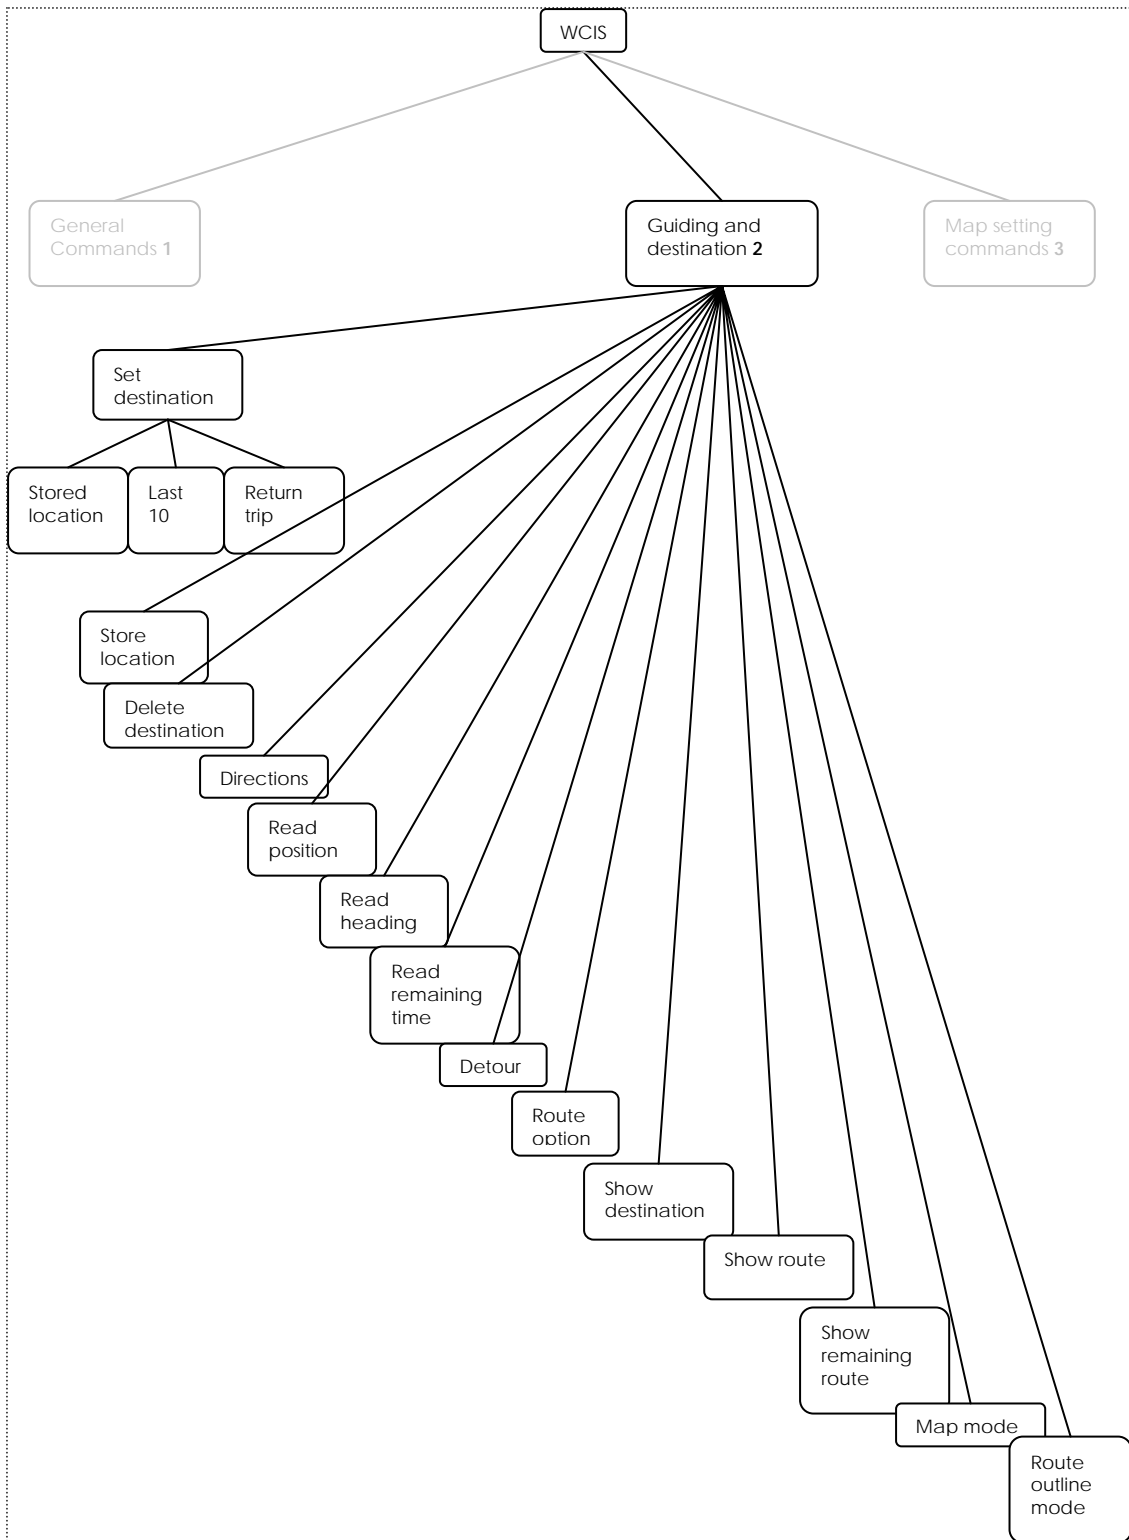 WCIS
General
Commands 1
Guiding and
destination 2
Map setting
commands 3
Set
destination
Stored
location
Last
10
Return
trip
Store
location
Delete
destination
Directions
Read
position
Read
heading
Read
remaining
time
Detour
Route
option
Show
destination
Show route
Show
remaining
route
Map mode
Route
outline
mode